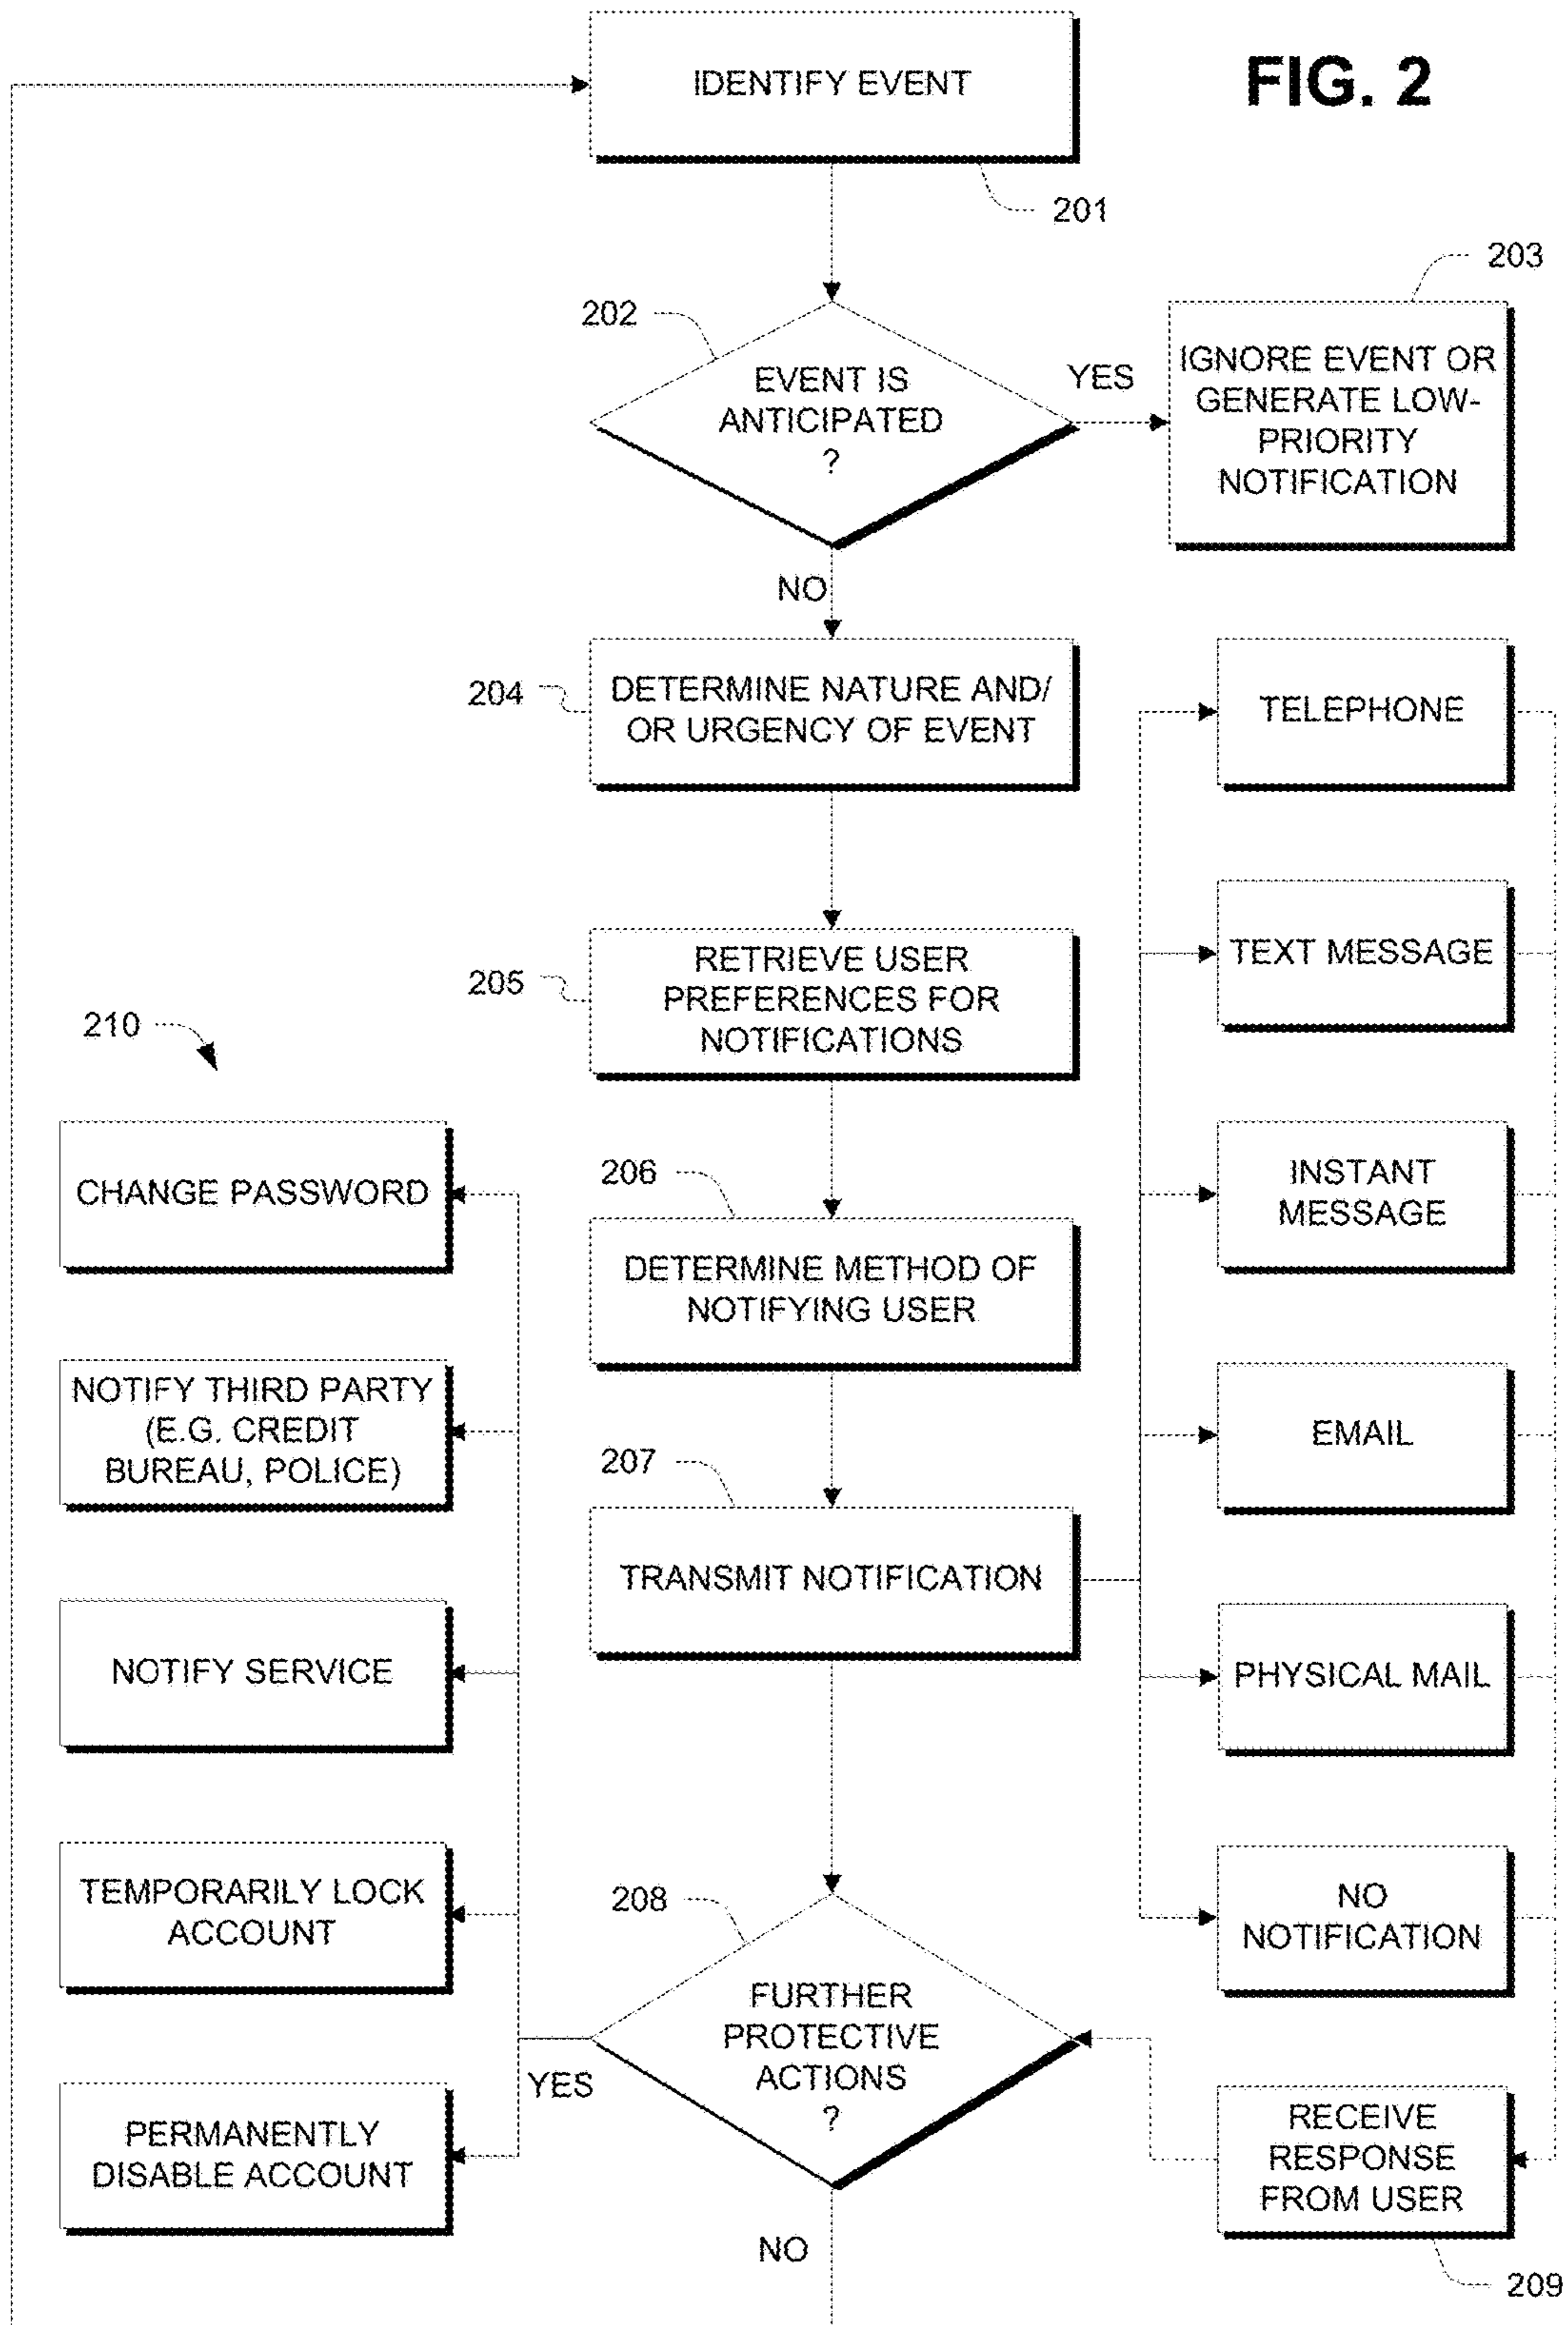 FIG. 2
IDENTIFY EVENT
201
202
EVENT IS
ANTICIPATED
?
YES
203
IGNORE EVENT OR
GENERATE LOW-
PRIORITY
NOTIFICATION
NO
204
DETERMINE NATURE AND/
OR URGENCY OF EVENT
205
RETRIEVE USER
PREFERENCES FOR
NOTIFICATIONS
206
DETERMINE METHOD OF
NOTIFYING USER
207
TRANSMIT NOTIFICATION
TELEPHONE
TEXT MESSAGE
INSTANT
MESSAGE
EMAIL
PHYSICAL MAIL
NO
NOTIFICATION
RECEIVE
RESPONSE
FROM USER
209
208
FURTHER
PROTECTIVE
ACTIONS
?
YES
NO
210
CHANGE PASSWORD
NOTIFY THIRD PARTY
(E.G. CREDIT
BUREAU, POLICE)
NOTIFY SERVICE
TEMPORARILY LOCK
ACCOUNT
PERMANENTLY
DISABLE ACCOUNT